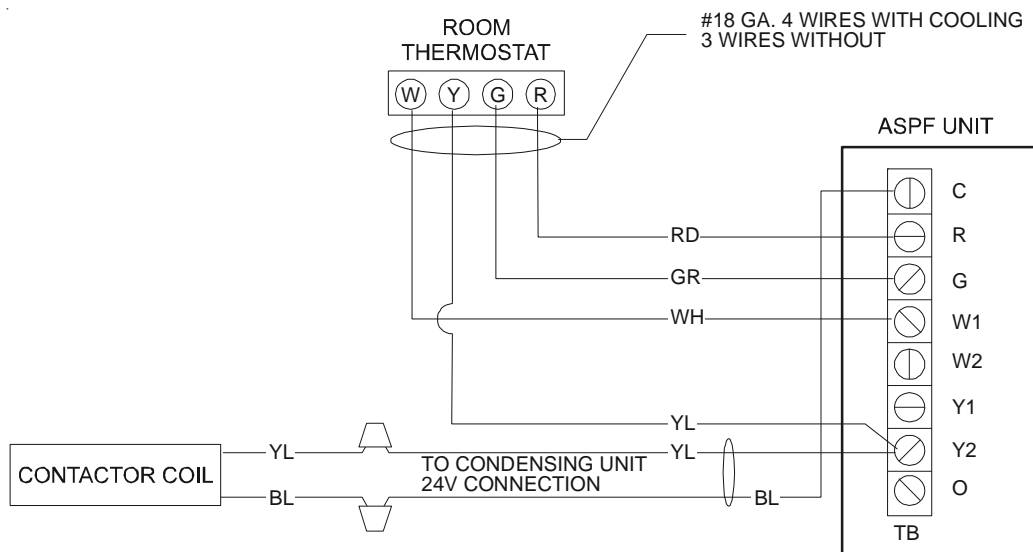 #18 GA. 4 WIRES WITH COOLING
3 WIRES WITHOUT
ROOM
THERMOSTAT
W Y G R
ASPF UNIT
C
RD R
GR G
WH W1
W2
Y1
YL
YL YL Y2
CONTACTOR COIL
TO CONDENSING UNIT
24V CONNECTION
BL BL O
TB